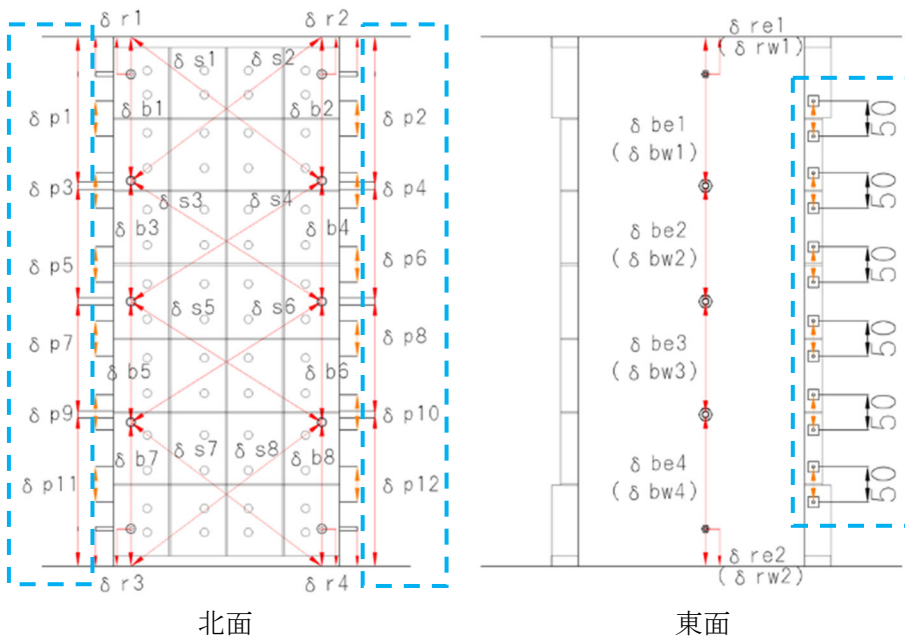 δ r1 δ r2
δ s1 δ s2
δ p1 δ b1 δ b2 δ p2
δ p3 δ s3 δ s4 δ p4
δ b3 δ b4
δ p5 δ p6
δ s5 δ s6
δ p7 δ p8
δ b5 δ b6
δ p9 δ p10
δ b7 δ s7 δ s8 δ b8
δ p11 δ p12
δ r3 δ r4
北面
δ re1
(δ rw1)
δ be1
(δ bw1)
δ be2
(δ bw2)
δ be3
(δ bw3)
δ be4
(δ bw4)
δ re2
(δ rw2)
50
50
50
50
50
50
東面